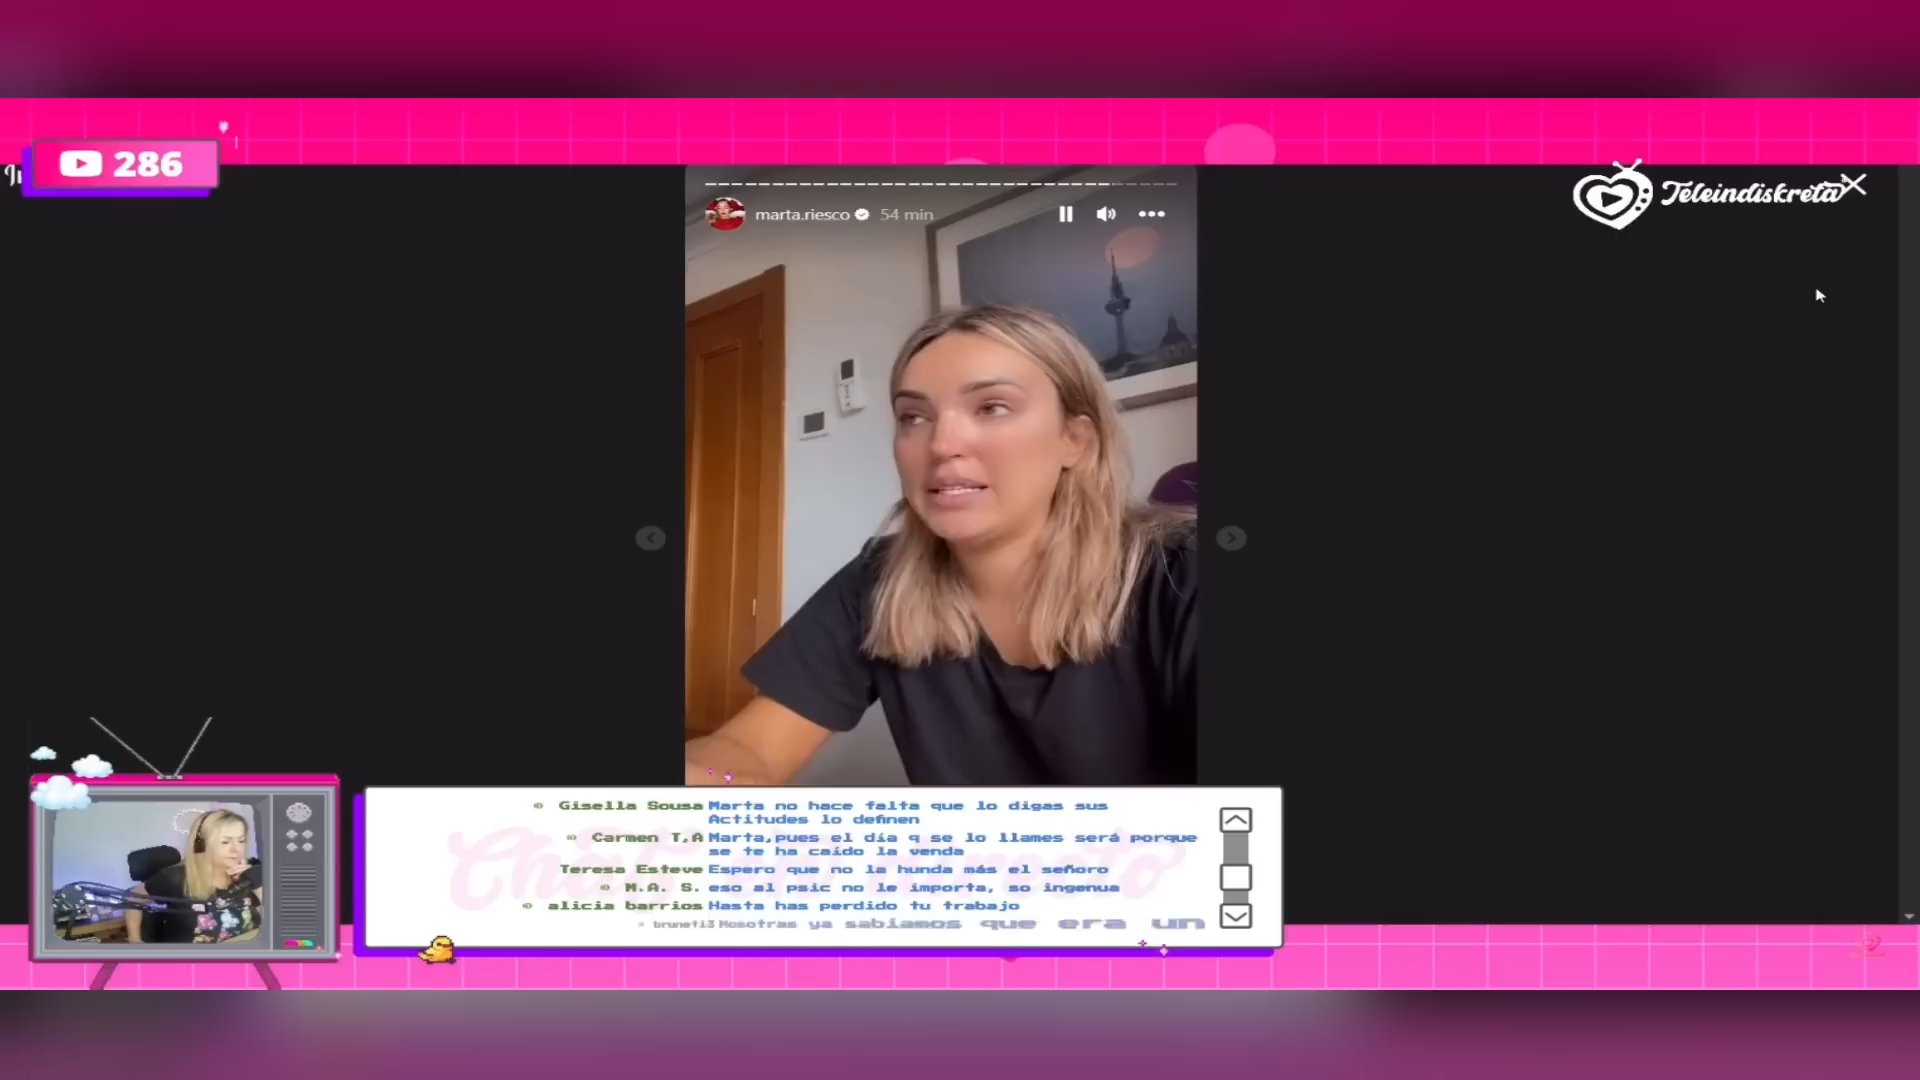 286
Teleindiskreta
marta.riesco 54 min
Gisella Sousa Marta no hace falta que lo digas sus
Actitudes lo definen
Carmen T,A Marta,pues el día q se lo llames será porque
se te ha caído la venda
Teresa Esteve Espero que no la hunda más el señoro
M.A. S. eso al psic no le importa, so ingenua
alicia barrios Hasta has perdido tu trabajo
brunet13 Nosotras ya sabíamos que era un